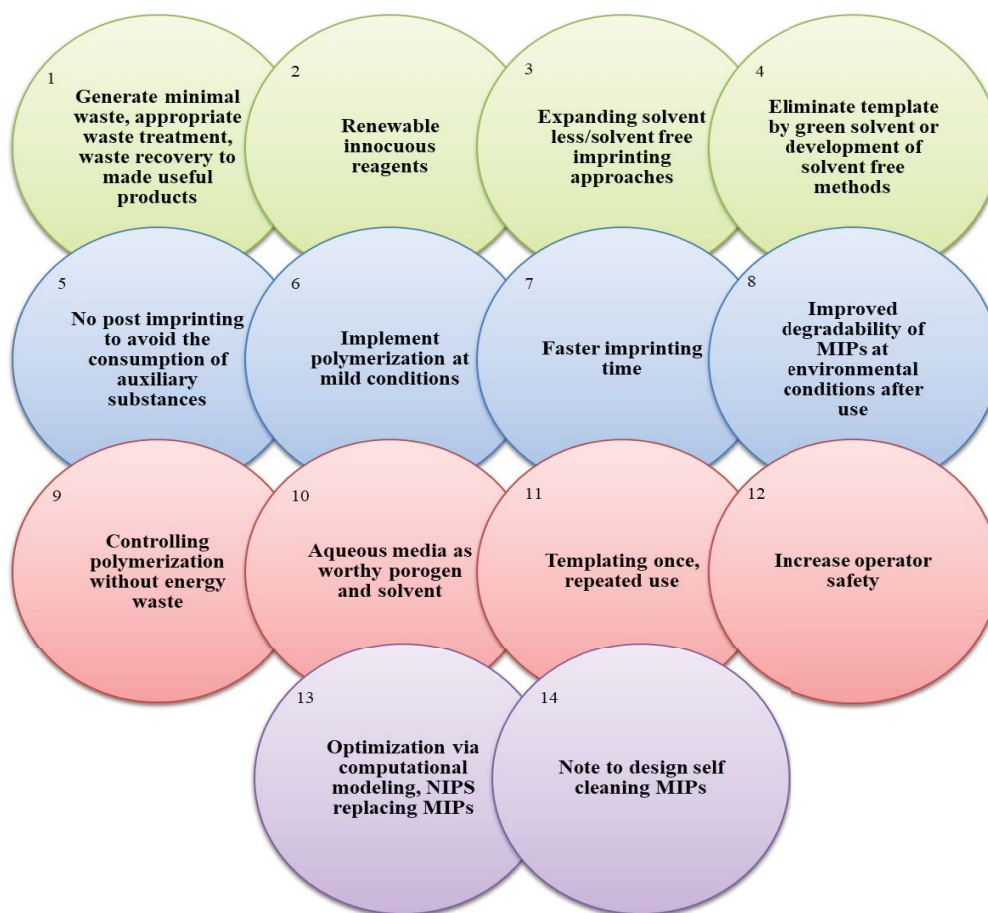 1
Generate minimal
waste, appropriate
waste treatment,
waste recovery to
made useful
products
2
Renewable
innocuous
reagents
3
Expanding solvent
less/solvent free
imprinting
approaches
4
Eliminate template
by green solvent or
development of
solvent free
methods
5
No post imprinting
to avoid the
consumption of
auxiliary
substances
6
Implement
polymerization at
mild conditions
7
Faster imprinting
time
8
Improved
degradability of
MIPs at
environmental
conditions after
use
9
Controlling
polymerization
without energy
waste
10
Aqueous media as
worthy porogen
and solvent
11
Templating once,
repeated use
12
Increase operator
safety
13
Optimization via
computational
modeling, NIPS
replacing MIPs
14
Note to design self
cleaning MIPs